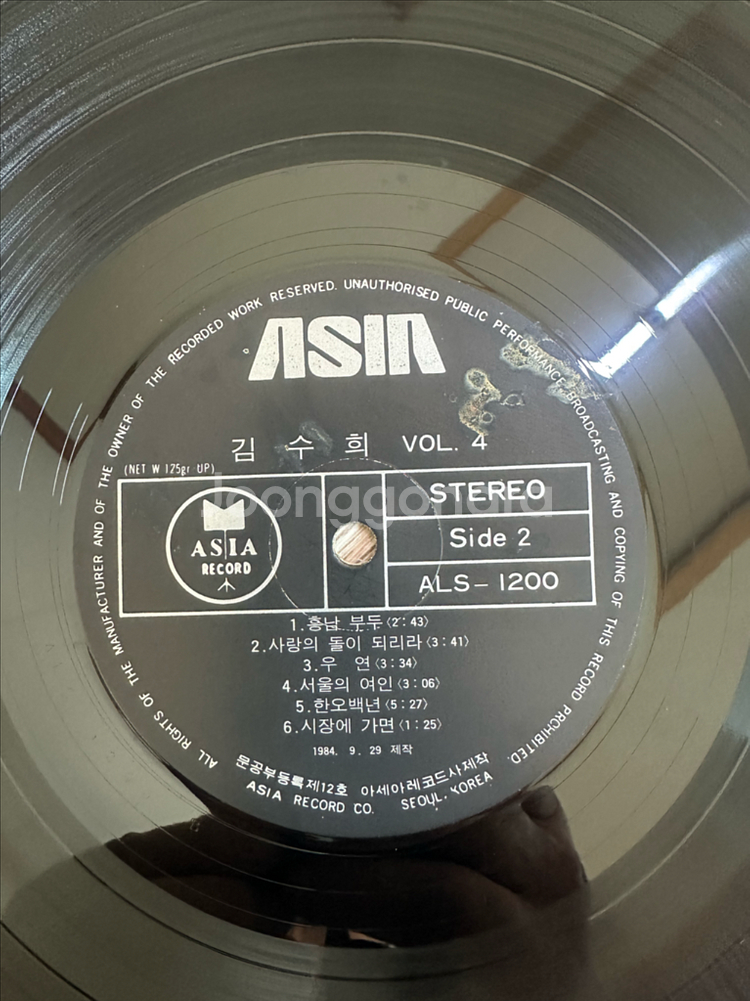 ALL RIGHTS OF THE MANUFACTURER AND OF THE OWNER OF THE RECORDED WORK RESERVED. UNAUTHORISED PUBLIC PERFORMANCE, BROADCASTING AND COPYING OF THIS RECORD PROHIBITED.
ASIA
김수희 VOL. 4
(NET W 125gr UP)
joonggonara
ASIA
RECORD
STEREO
Side 2
ALS-1200
1.흥남 부두〈2:43〉
2.사랑의 돌이 되리라〈3:41〉
3.우 연〈3:34〉
4.서울의 여인〈3:06〉
5.한오백년〈5:27〉
6.시장에 가면〈1:25〉
1984. 9. 29 제작
문공부등록제12호 아세아레코드사제작
ASIA RECORD CO. SEOUL. KOREA